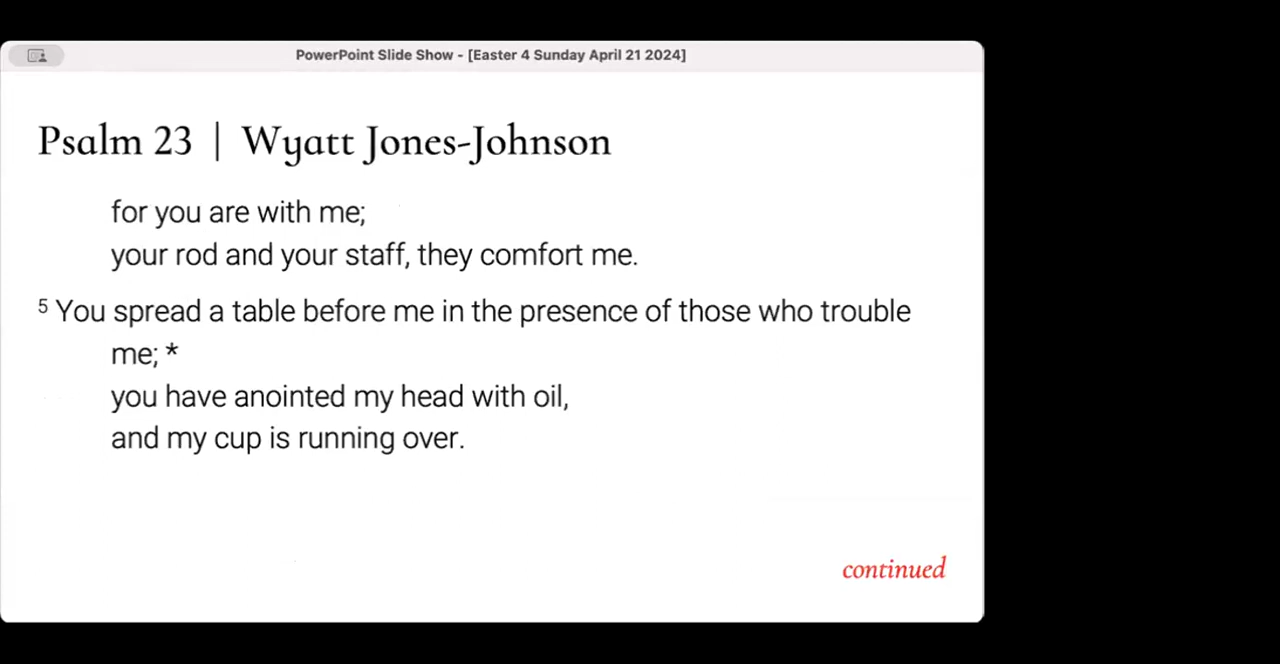 PowerPoint Slide Show - [Easter 4 Sunday April 21 2024]
Psalm 23 | Wyatt Jones-Johnson
for you are with me;
your rod and your staff, they comfort me.
5 You spread a table before me in the presence of those who trouble
me; *
you have anointed my head with oil,
and my cup is running over.
continued